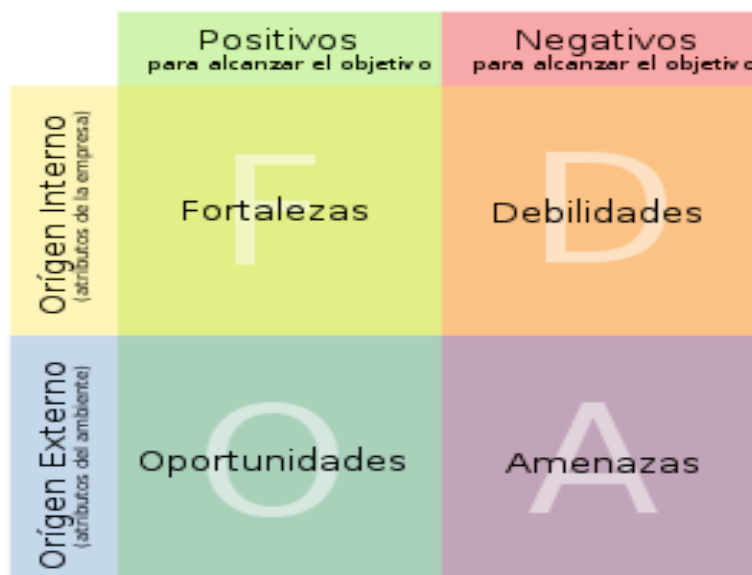 Positivos
para alcanzar el objetivo
Negativos
para alcanzar el objetivo
Orígen Interno
(atributos de la empresa)
F
Fortalezas
D
Debilidades
Orígen Externo
(atributos del ambiente)
O
Oportunidades
A
Amenazas